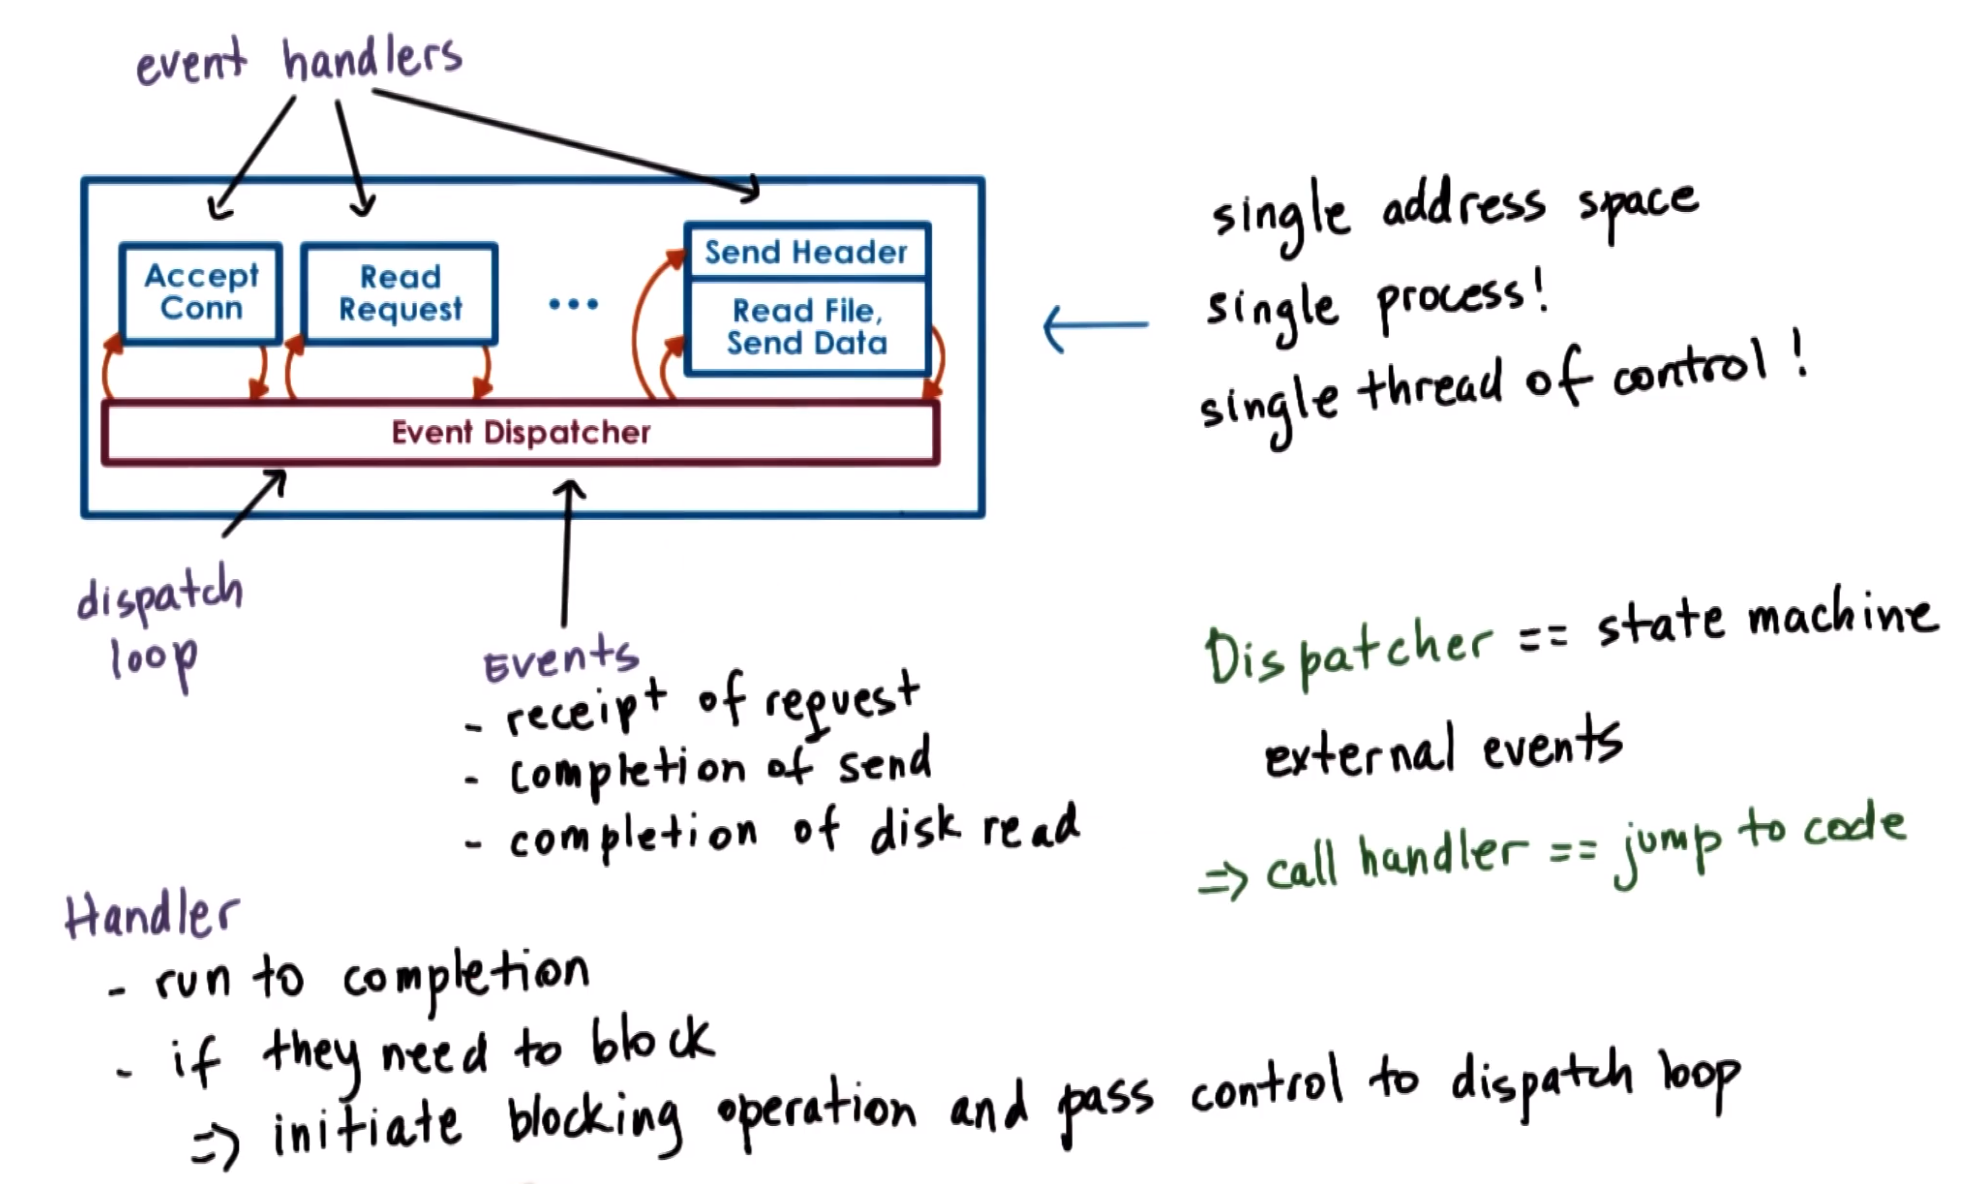 event handlers
Accept
Conn
Read
Request
...
Send Header
Read File,
Send Data
Event Dispatcher
dispatch
loop
Events
- receipt of request
- completion of send
- completion of disk read
single address space
single process!
single thread of control!
Dispatcher == state machine
external events
=> call handler == jump to code
Handler
- run to completion
- if they need to block
=> initiate blocking operation and pass control to dispatch loop